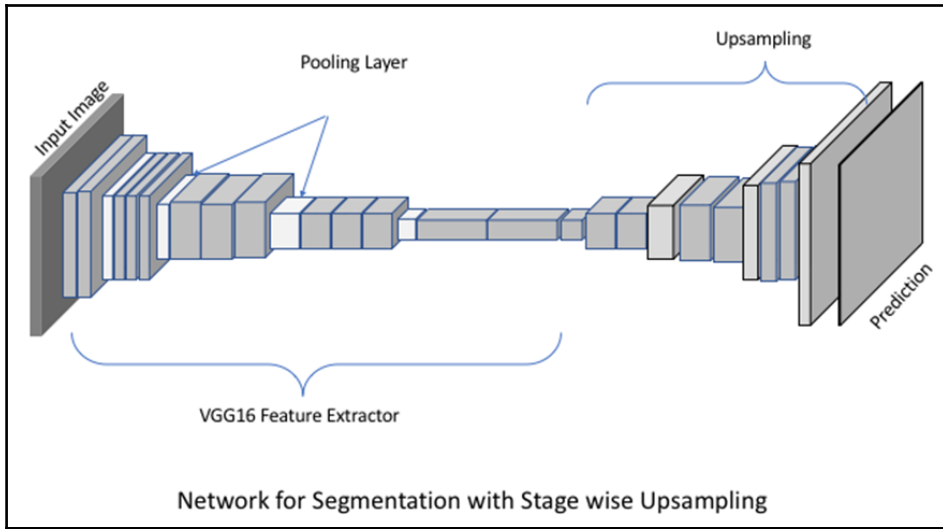 Upsampling
Pooling Layer
Input Image
Prediction
VGG16 Feature Extractor
Network for Segmentation with Stage wise Upsampling